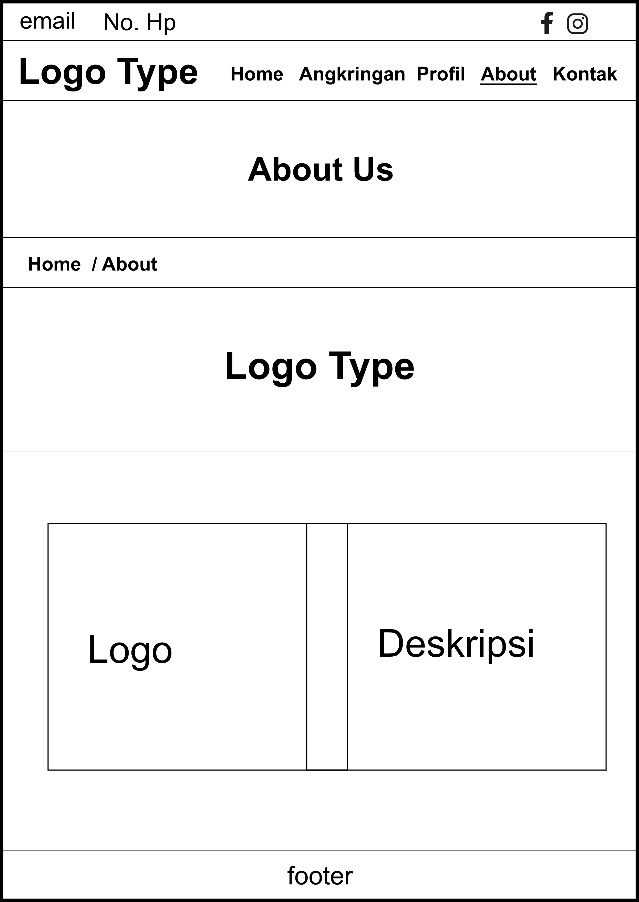 email No. Hp
Logo Type Home Angkringan Profil About Kontak
About Us
Home / About
Logo Type
Logo
Deskripsi
footer